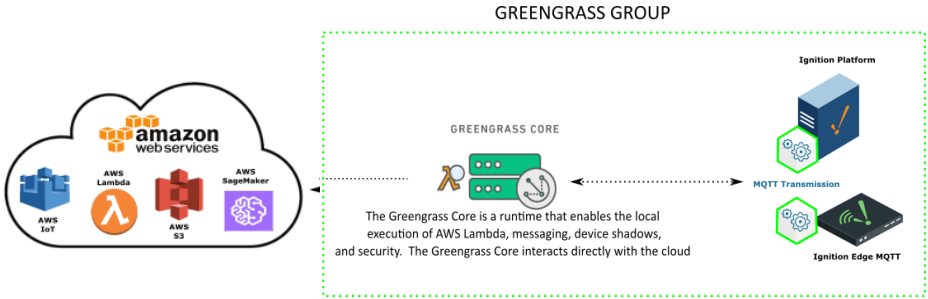 GREENGRASS GROUP
amazon
webservices
AWS
IoT
AWS
Lambda
AWS
S3
AWS
SageMaker
GREENGRASS CORE
The Greengrass Core is a runtime that enables the local
execution of AWS Lambda, messaging, device shadows,
and security.  The Greengrass Core interacts directly with the cloud
Ignition Platform
MQTT Transmission
Ignition Edge MQTT